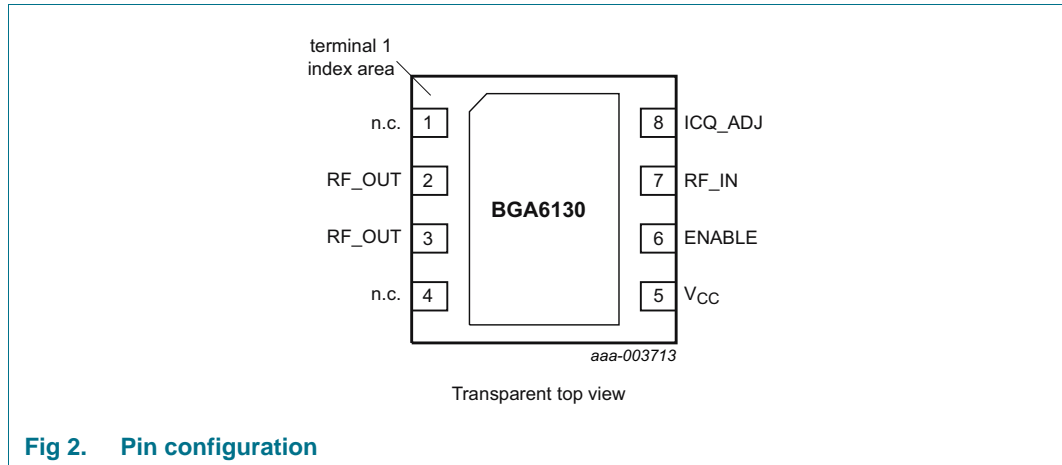 terminal 1
index area
n.c. 1
8 ICQ_ADJ
RF_OUT 2
7 RF_IN
BGA6130
RF_OUT 3
6 ENABLE
n.c. 4
5 VCC
aaa-003713
Transparent top view
Fig 2. Pin configuration